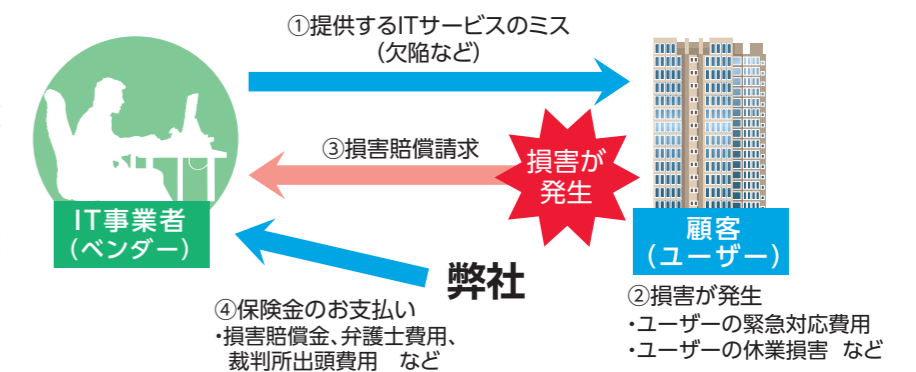 ①提供するITサービスのミス
（欠陥など）
③損害賠償請求
損害が
発生
IT事業者
（ベンダー）
顧客
（ユーザー）
弊社
④保険金のお支払い
・損害賠償金、弁護士費用、
裁判所出頭費用　など
②損害が発生
・ユーザーの緊急対応費用
・ユーザーの休業損害 など